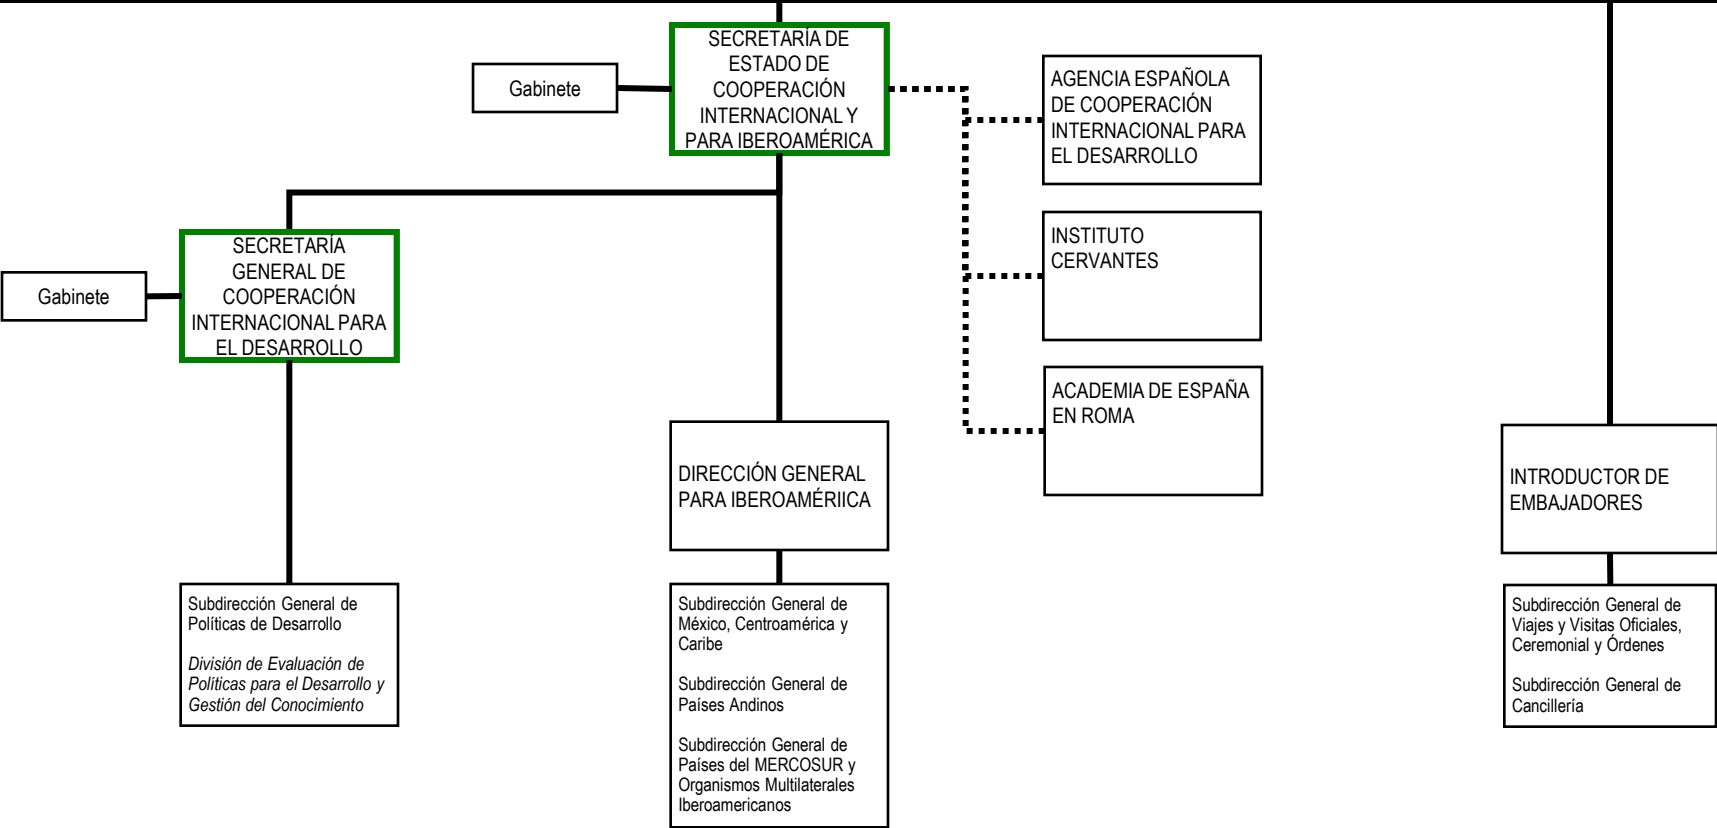 SECRETARÍA DE
ESTADO DE
COOPERACIÓN
INTERNACIONAL Y
PARA IBEROAMÉRICA
Gabinete
AGENCIA ESPAÑOLA
DE COOPERACIÓN
INTERNACIONAL PARA
EL DESARROLLO
INSTITUTO
CERVANTES
ACADEMIA DE ESPAÑA
EN ROMA
SECRETARÍA
GENERAL DE
COOPERACIÓN
INTERNACIONAL PARA
EL DESARROLLO
Gabinete
DIRECCIÓN GENERAL
PARA IBEROAMÉRIICA
INTRODUCTOR DE
EMBAJADORES
Subdirección General de
Políticas de Desarrollo
División de Evaluación de
Políticas para el Desarrollo y
Gestión del Conocimiento
Subdirección General de
México, Centroamérica y
Caribe
Subdirección General de
Países Andinos
Subdirección General de
Países del MERCOSUR y
Organismos Multilaterales
Iberoamericanos
Subdirección General de
Viajes y Visitas Oficiales,
Ceremonial y Órdenes
Subdirección General de
Cancillería